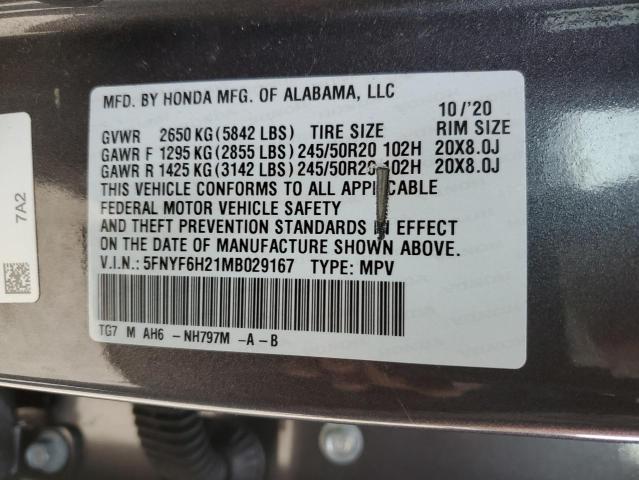 MFD. BY HONDA MFG. OF ALABAMA, LLC 10/'20
GVWR 2650 KG (5842 LBS) TIRE SIZE RIM SIZE
GAWR F 1295 KG (2855 LBS) 245/50R20 102H 20X8.0J
GAWR R 1425 KG (3142 LBS) 245/50R20 102H 20X8.0J
THIS VEHICLE CONFORMS TO ALL APPLICABLE
FEDERAL MOTOR VEHICLE SAFETY
AND THEFT PREVENTION STANDARDS IN EFFECT
ON THE DATE OF MANUFACTURE SHOWN ABOVE.
V.I.N.: 5FNYF6H21MB029167 TYPE: MPV
TG7 M AH6 -NH797M -A-B
7A2